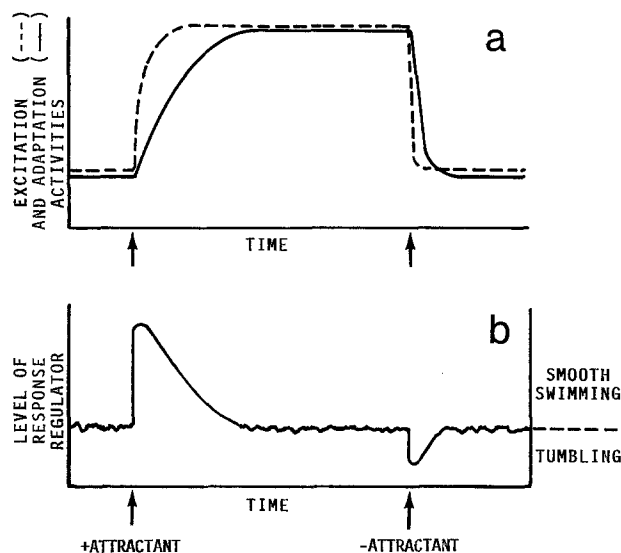 EXCITATION (---)
AND ADAPTATION (—)
ACTIVITIES
a
TIME
LEVEL OF
RESPONSE
REGULATOR
b
SMOOTH
SWIMMING
TUMBLING
TIME
+ATTRACTANT
-ATTRACTANT